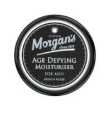 Morgan's
AGE DEFYING
MOISTURISER
FOR MEN